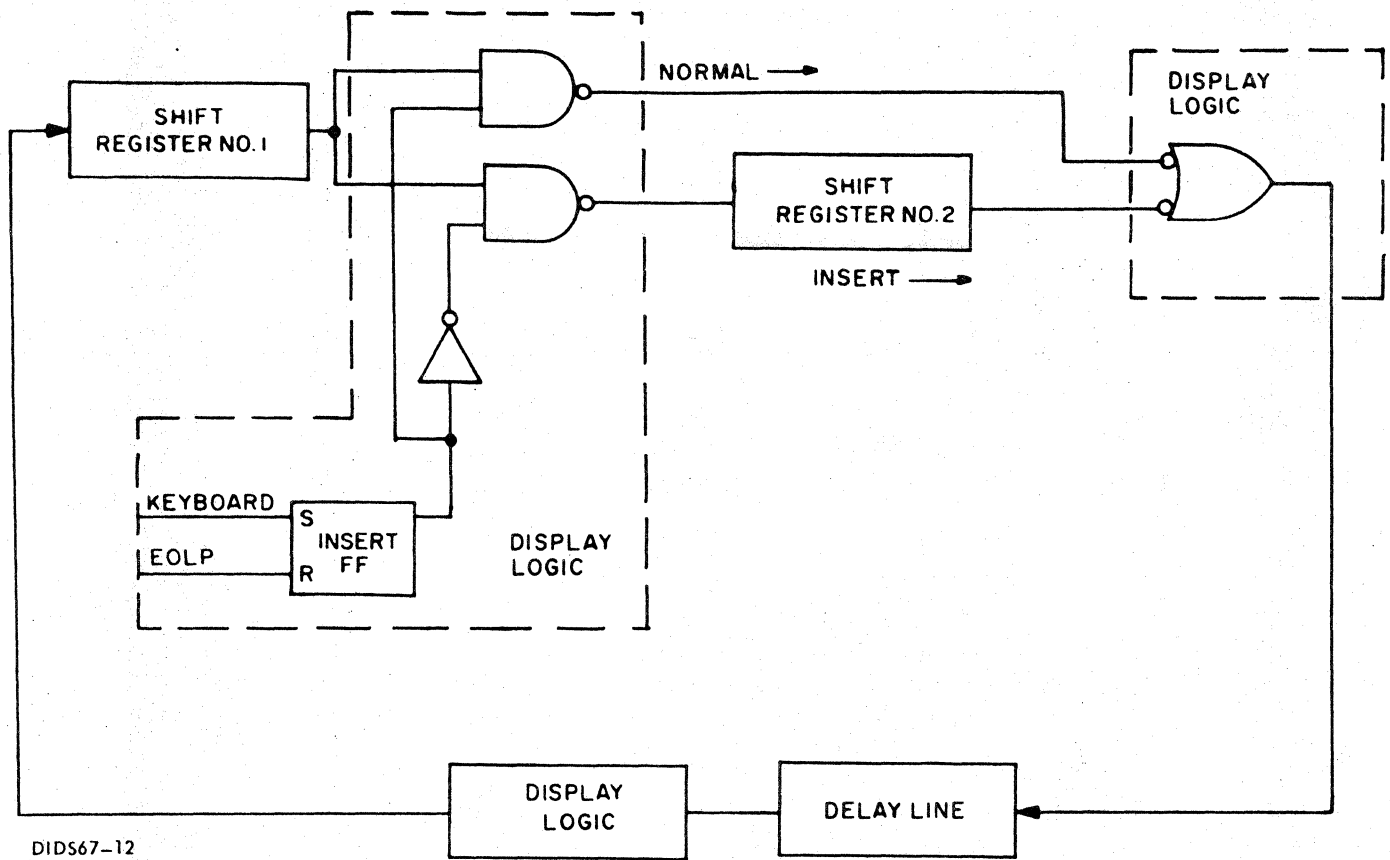 NORMAL
DISPLAY
LOGIC
SHIFT
REGISTER NO. 1
SHIFT
REGISTER NO. 2
INSERT
KEYBOARD
S
INSERT
FF
EOLP
R
DISPLAY
LOGIC
DISPLAY
LOGIC
DELAY LINE
DIDS67-12